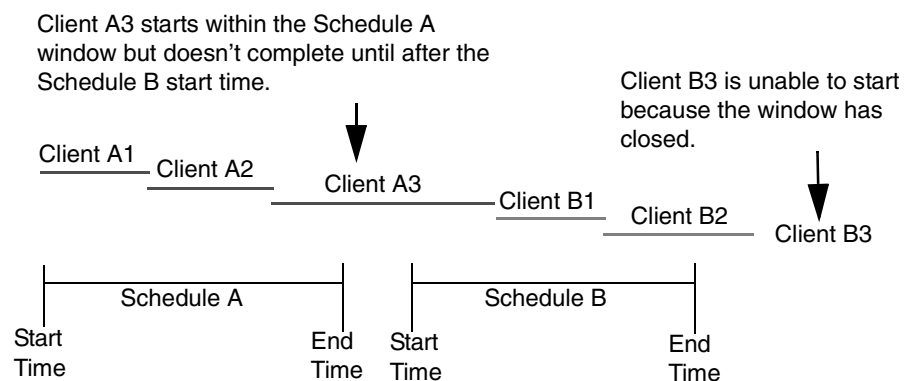 Client A3 starts within the Schedule A
window but doesn’t complete until after the
Schedule B start time.
Client B3 is unable to start
because the window has
closed.
Client A1
Client A2
Client A3
Client B1
Client B2
Client B3
Schedule A
Schedule B
Start
Time
End
Time
Start
Time
End
Time